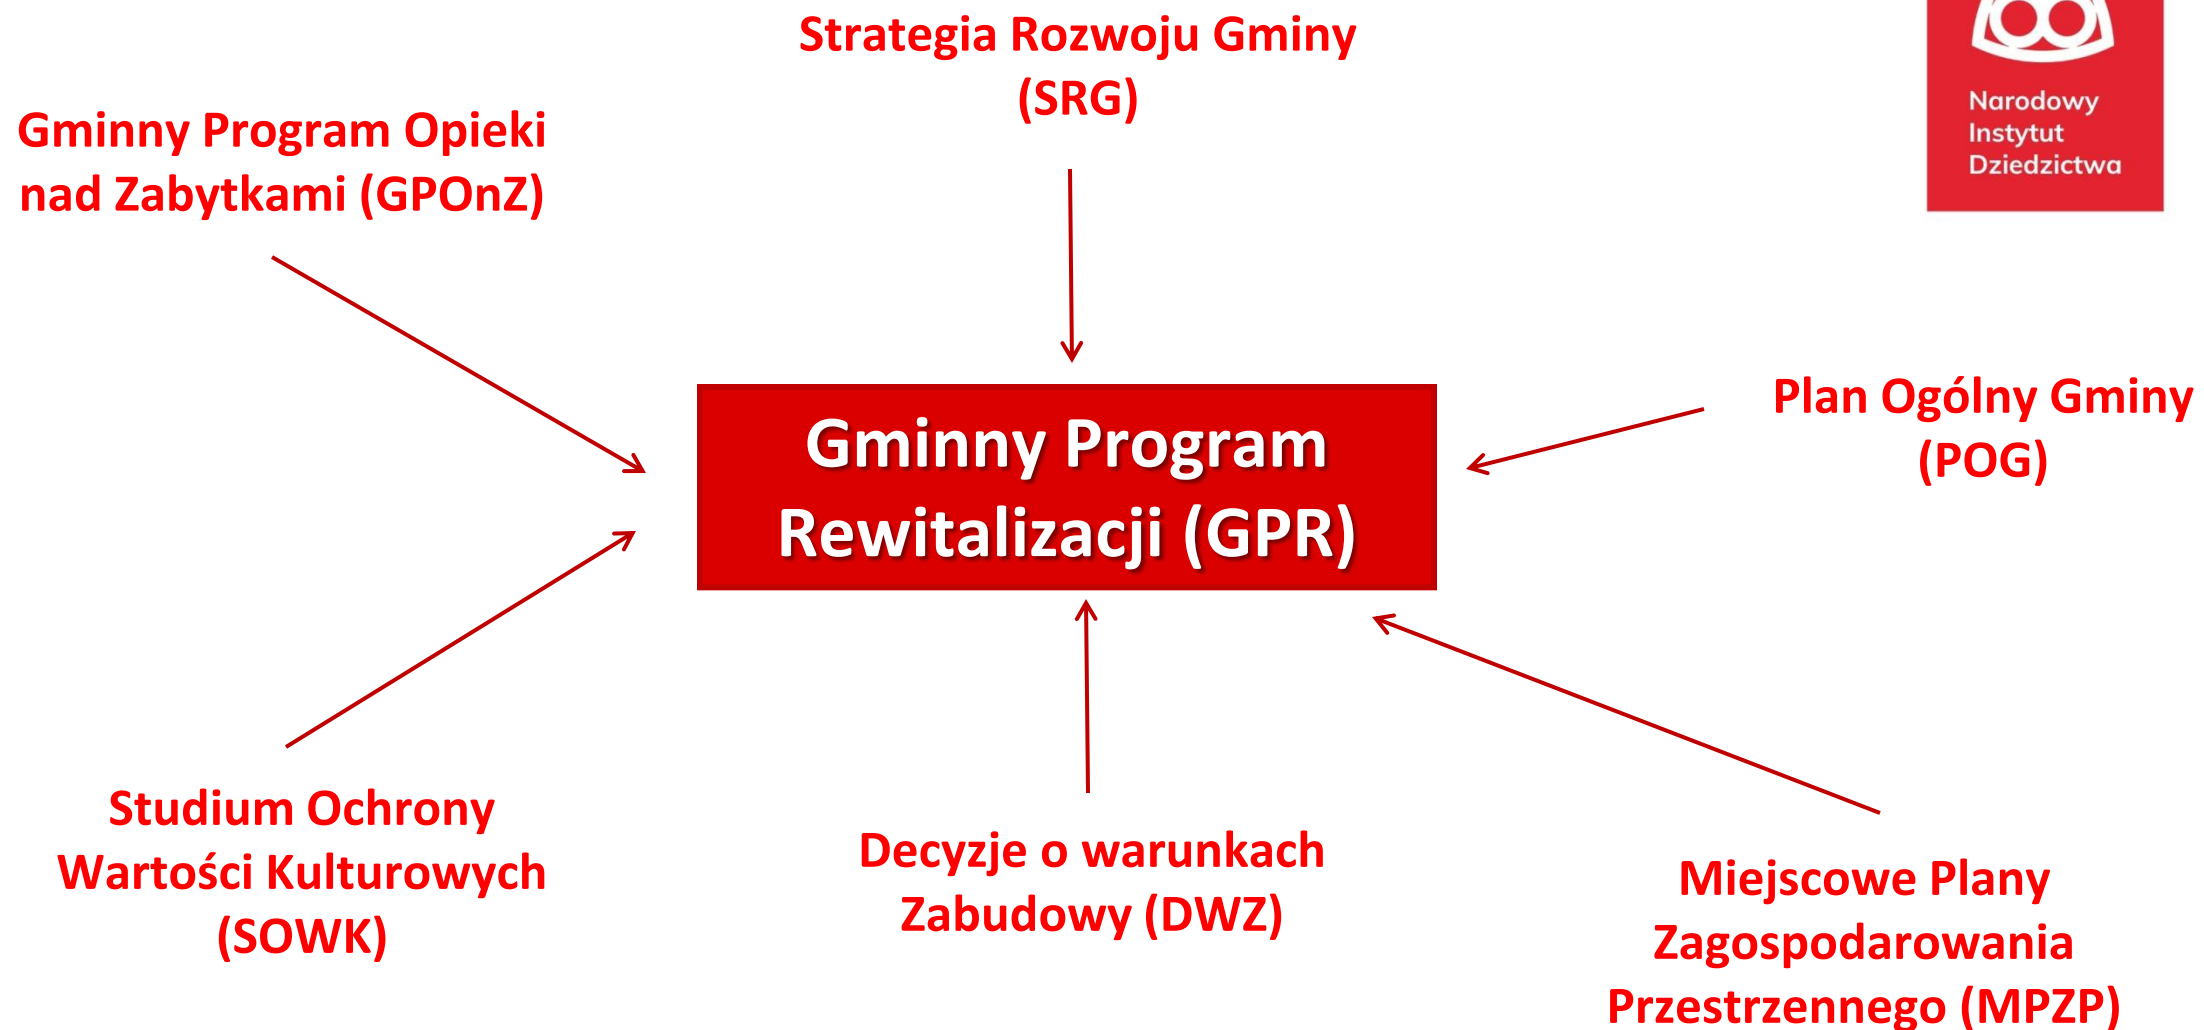 Strategia Rozwoju Gminy
(SRG)
Narodowy
Instytut
Dziedzictwa
Gminny Program Opieki
nad Zabytkami (GPOnZ)
Gminny Program
Rewitalizacji (GPR)
Plan Ogólny Gminy
(POG)
Studium Ochrony
Wartości Kulturowych
(SOWK)
Decyzje o warunkach
Zabudowy (DWZ)
Miejscowe Plany
Zagospodarowania
Przestrzennego (MPZP)